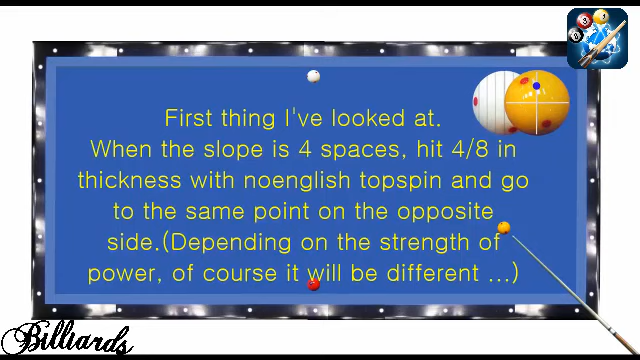 First thing I've looked at.
When the slope is 4 spaces, hit 4/8 in
thickness with noenglish topspin and go
to the same point on the opposite
side.(Depending on the strength of
power, of course it will be different ...)
Billiards